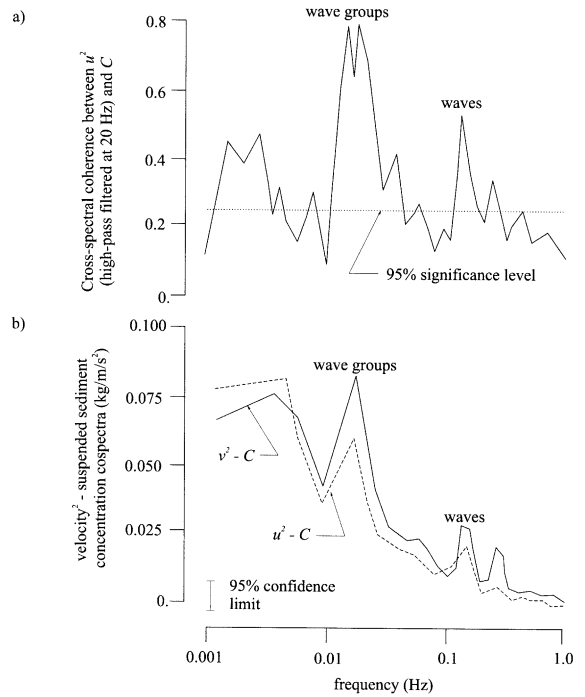 a)
Cross-spectral coherence between u²
(high-pass filtered at 20 Hz) and C
0.8
0.6
0.4
0.2
0.
wave groups
waves
95% significance level
b)
velocity² - suspended sediment
concentration cospectra (kg/m/s²)
0.100
0.075
0.050
0.025
0.
wave groups
v² - C
u² - C
waves
95% confidence
limit
0.001 0.01 0.1 1.0
frequency (Hz)